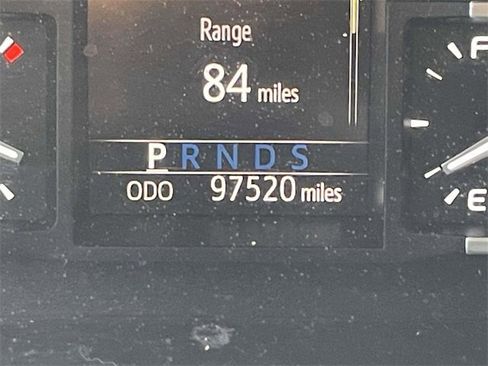 Range
F
84 miles
P R N D S
ODO 97520 miles
E